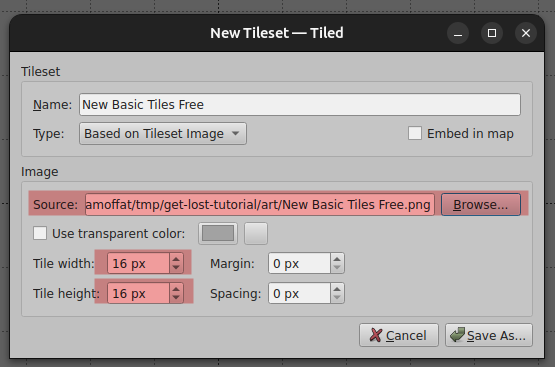 New Tileset — Tiled
Tileset
Name: New Basic Tiles Free
Type: Based on Tileset Image Embed in map
Image
Source: amoffat/tmp/get-lost-tutorial/art/New Basic Tiles Free.png Browse...
Use transparent color:
Tile width: 16 px Margin: 0 px
Tile height: 16 px Spacing: 0 px
Cancel Save As...